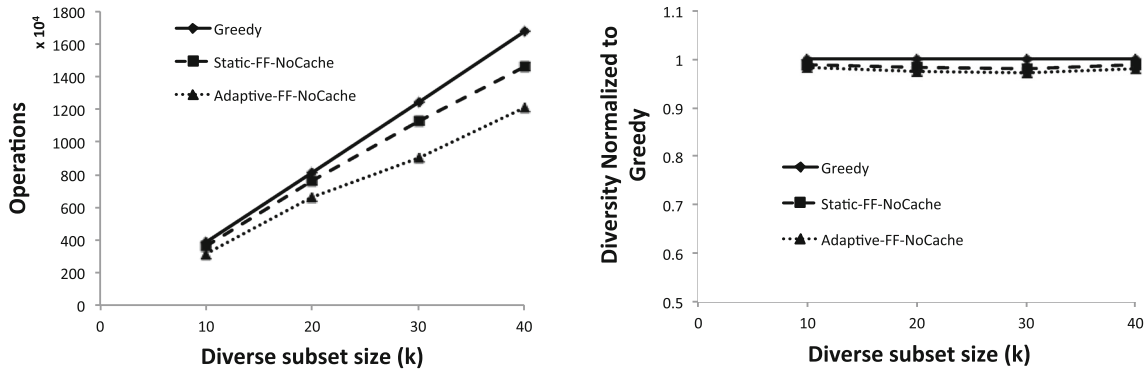 x 10⁴
Operations
1800
1600
1400
1200
1000
800
600
400
200
0
0 10 20 30 40
Diverse subset size (k)
Greedy
Static-FF-NoCache
Adaptive-FF-NoCache
Diversity Normalized to
Greedy
1.1
1
0.9
0.8
0.7
0.6
0.5
0 10 20 30 40
Diverse subset size (k)
Greedy
Static-FF-NoCache
Adaptive-FF-NoCache